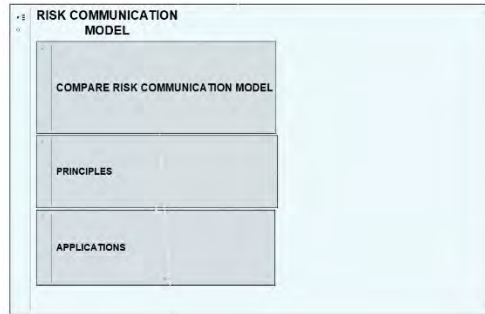 RISK COMMUNICATION
MODEL
COMPARE RISK COMMUNICATION MODEL
PRINCIPLES
APPLICATIONS